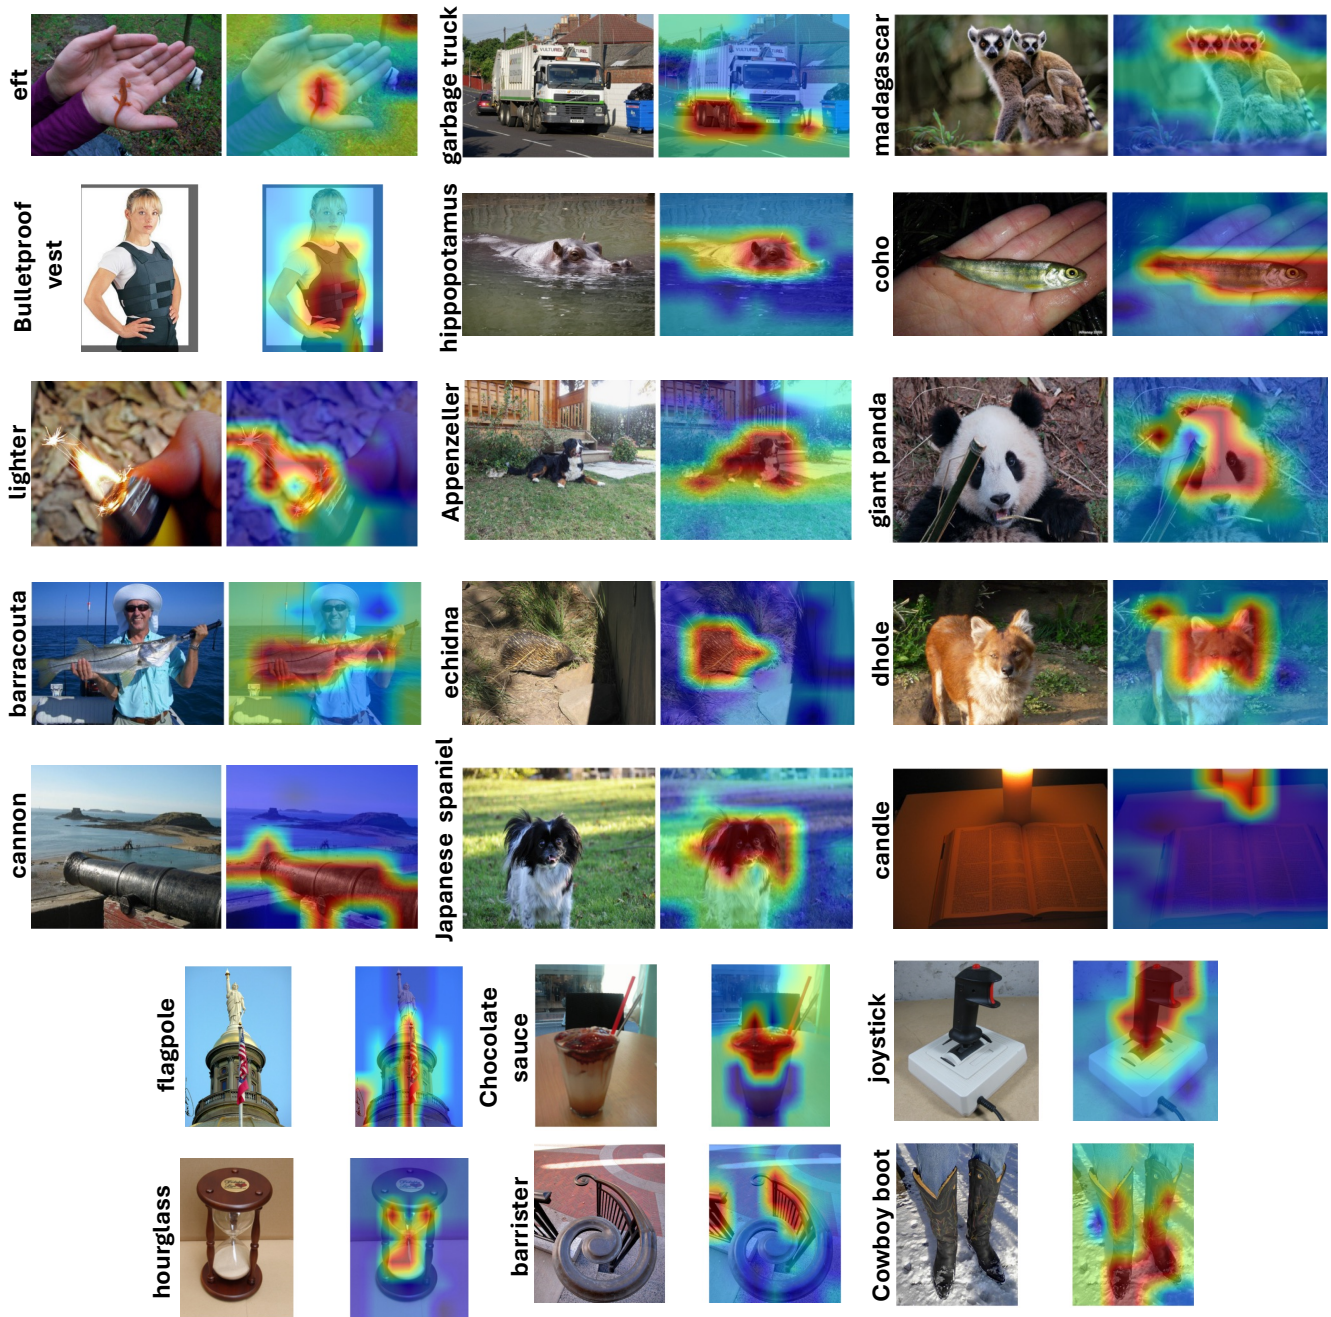 eft
garbage truck
madagascar
Bulletproof
vest
hippopotamus
coho
lighter
Appenzeller
giant panda
barracouta
echidna
dhole
cannon
Japanese spaniel
candle
flagpole
Chocolate
sauce
joystick
hourglass
barrister
Cowboy boot